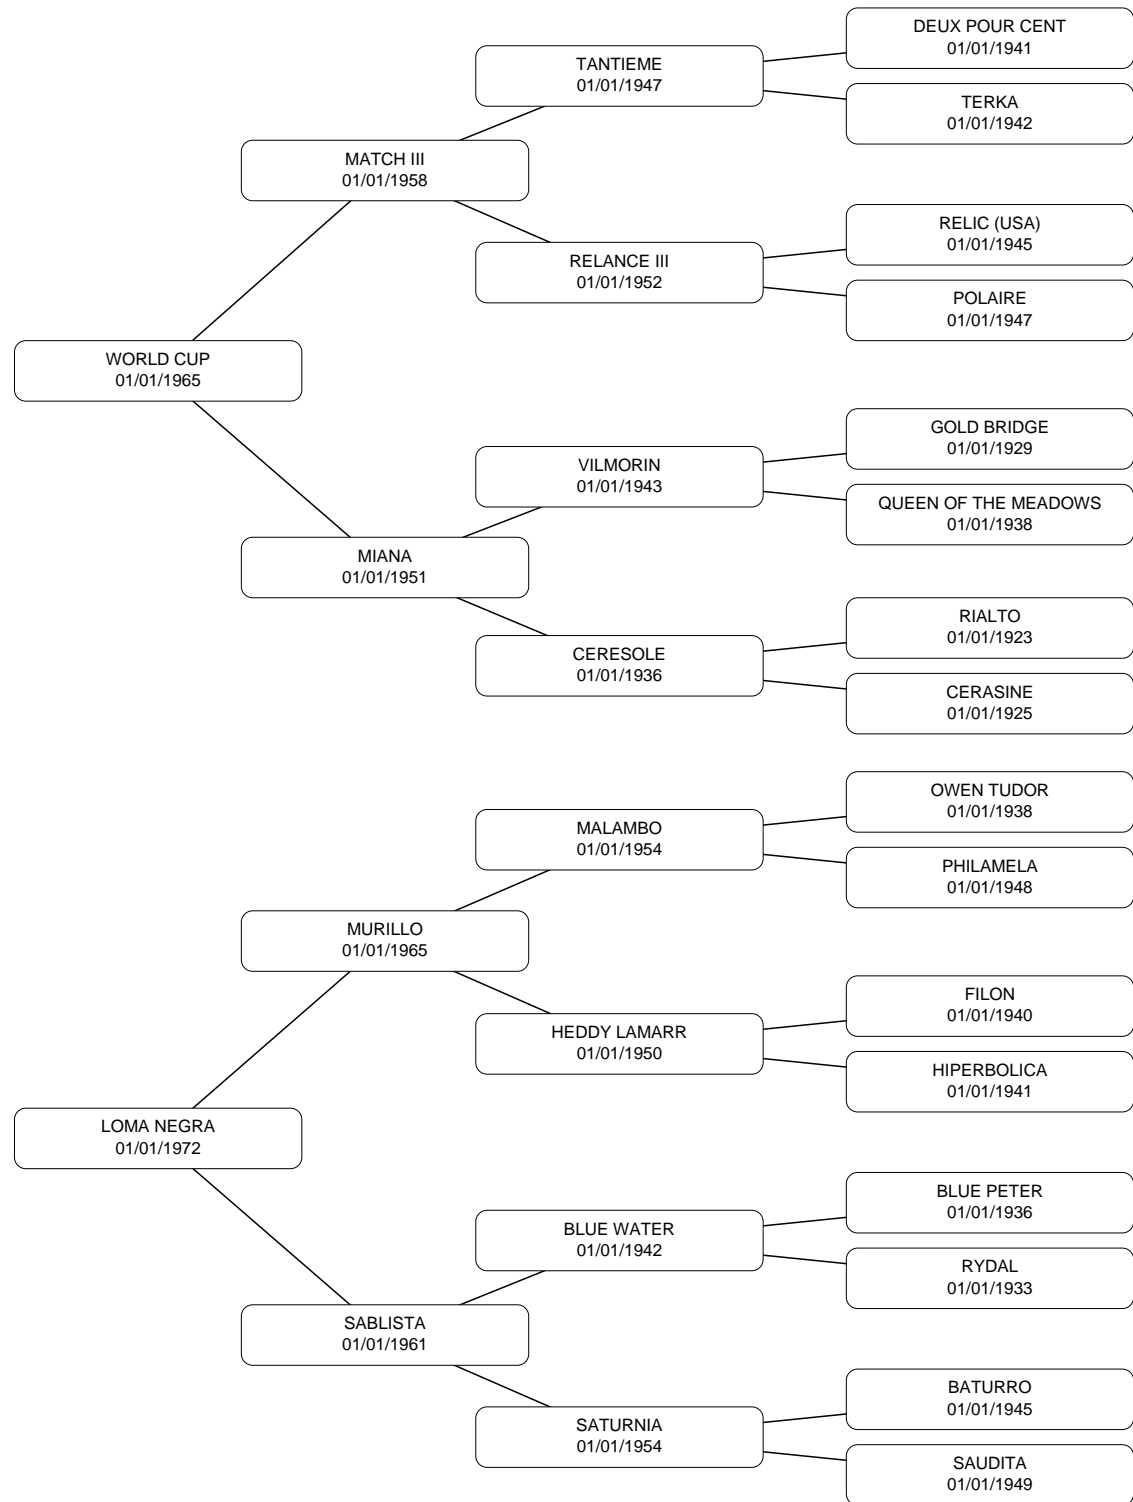 DEUX POUR CENT
01/01/1941
TANTIEME
01/01/1947
TERKA
01/01/1942
MATCH III
01/01/1958
RELIC (USA)
01/01/1945
RELANCE III
01/01/1952
POLAIRE
01/01/1947
WORLD CUP
01/01/1965
GOLD BRIDGE
01/01/1929
VILMORIN
01/01/1943
QUEEN OF THE MEADOWS
01/01/1938
MIANA
01/01/1951
RIALTO
01/01/1923
CERESOLE
01/01/1936
CERASINE
01/01/1925
OWEN TUDOR
01/01/1938
MALAMBO
01/01/1954
PHILAMELA
01/01/1948
MURILLO
01/01/1965
FILON
01/01/1940
HEDDY LAMARR
01/01/1950
HIPERBOLICA
01/01/1941
LOMA NEGRA
01/01/1972
BLUE PETER
01/01/1936
BLUE WATER
01/01/1942
RYDAL
01/01/1933
SABLISTA
01/01/1961
BATURRO
01/01/1945
SATURNIA
01/01/1954
SAUDITA
01/01/1949